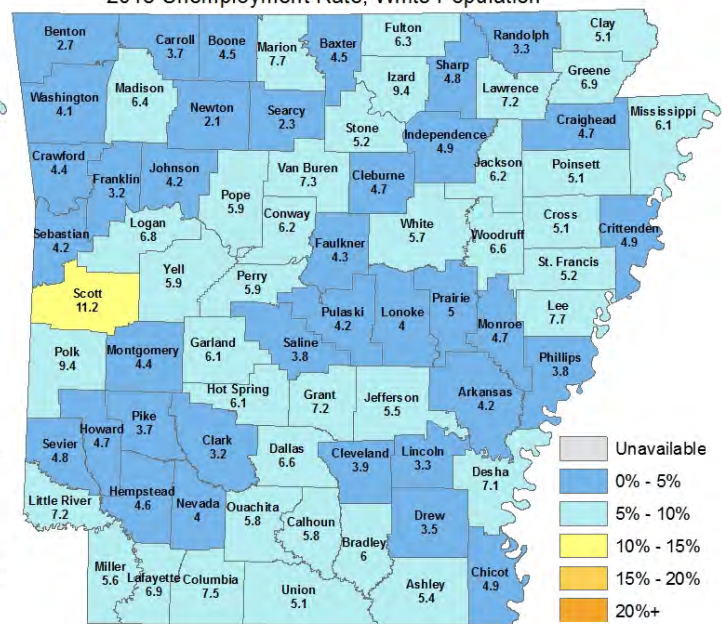 Unemployment Rate, White Population
Benton
2.7
Carroll
3.7
Boone
4.5
Marion
7.7
Baxter
4.5
Fulton
6.3
Randolph
3.3
Clay
5.1
Izard
9.4
Sharp
4.8
Greene
6.9
Washington
4.1
Madison
6.4
Newton
2.1
Searcy
2.3
Lawrence
7.2
Mississippi
6.1
Stone
5.2
Independence
4.9
Craighead
4.7
Crawford
4.4
Franklin
3.2
Johnson
4.2
Van Buren
7.3
Cleburne
4.7
Jackson
6.2
Poinsett
5.1
Pope
5.9
Conway
6.2
Sebastian
4.2
Logan
6.8
Faulkner
4.3
White
5.7
Woodruff
6.6
Cross
5.1
Crittenden
4.9
Yell
5.9
Perry
5.9
St. Francis
5.2
Scott
11.2
Pulaski
4.2
Lonoke
4
Prairie
5
Monroe
4.7
Lee
7.7
Polk
9.4
Montgomery
4.4
Garland
6.1
Saline
3.8
Phillips
3.8
Hot Spring
6.1
Grant
7.2
Jefferson
5.5
Arkansas
4.2
Sevier
4.8
Howard
4.7
Pike
3.7
Clark
3.2
Dallas
6.6
Cleveland
3.9
Lincoln
3.3
Desha
7.1
Little River
7.2
Hempstead
4.6
Nevada
4
Ouachita
5.8
Calhoun
5.8
Bradley
6
Drew
3.5
Chicot
4.9
Miller
5.6
Lafayette
6.9
Columbia
7.5
Union
5.1
Ashley
5.4
Unavailable
0% - 5%
5% - 10%
10% - 15%
15% - 20%
20%+